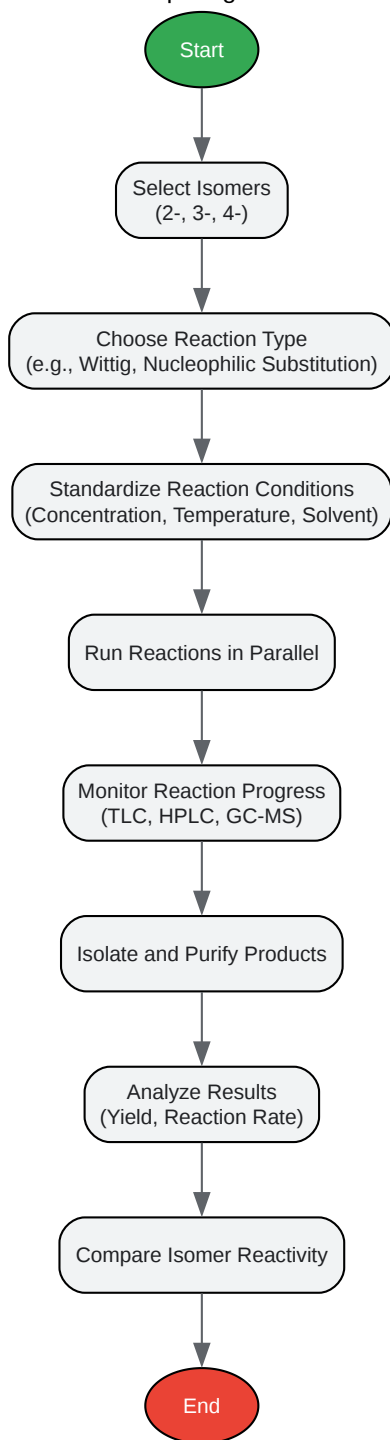 Start
Select Isomers
(2-, 3-, 4-)
Choose Reaction Type
(e.g., Wittig, Nucleophilic Substitution)
Standardize Reaction Conditions
(Concentration, Temperature, Solvent)
Run Reactions in Parallel
Monitor Reaction Progress
(TLC, HPLC, GC-MS)
Isolate and Purify Products
Analyze Results
(Yield, Reaction Rate)
Compare Isomer Reactivity
End